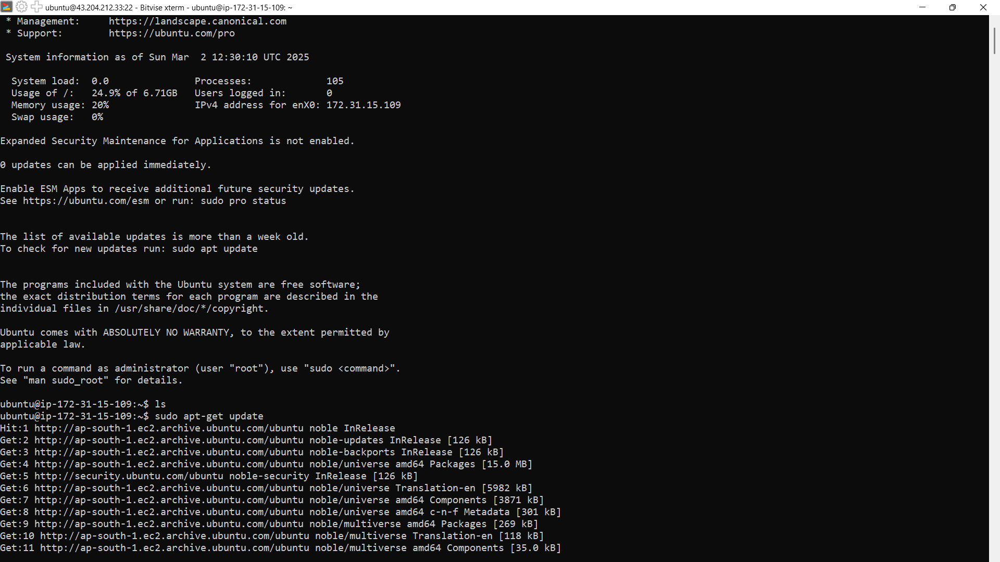 ubuntu@43.204.212.33:22 - Bitvise xterm - ubuntu@ip-172-31-15-109: ~
* Management:     https://landscape.canonical.com
* Support:        https://ubuntu.com/pro
System information as of Sun Mar  2 12:30:10 UTC 2025
System load:  0.0               Processes:             105
Usage of /:   24.9% of 6.71GB   Users logged in:       0
Memory usage: 20%               IPv4 address for enX0: 172.31.15.109
Swap usage:   0%
Expanded Security Maintenance for Applications is not enabled.
0 updates can be applied immediately.
Enable ESM Apps to receive additional future security updates.
See https://ubuntu.com/esm or run: sudo pro status
The list of available updates is more than a week old.
To check for new updates run: sudo apt update
The programs included with the Ubuntu system are free software;
the exact distribution terms for each program are described in the
individual files in /usr/share/doc/*/copyright.
Ubuntu comes with ABSOLUTELY NO WARRANTY, to the extent permitted by
applicable law.
To run a command as administrator (user "root"), use "sudo <command>".
See "man sudo_root" for details.
ubuntu@ip-172-31-15-109:~$ ls
ubuntu@ip-172-31-15-109:~$ sudo apt-get update
Hit:1 http://ap-south-1.ec2.archive.ubuntu.com/ubuntu noble InRelease
Get:2 http://ap-south-1.ec2.archive.ubuntu.com/ubuntu noble-updates InRelease [126 kB]
Get:3 http://ap-south-1.ec2.archive.ubuntu.com/ubuntu noble-backports InRelease [126 kB]
Get:4 http://ap-south-1.ec2.archive.ubuntu.com/ubuntu noble/universe amd64 Packages [15.0 MB]
Get:5 http://security.ubuntu.com/ubuntu noble-security InRelease [126 kB]
Get:6 http://ap-south-1.ec2.archive.ubuntu.com/ubuntu noble/universe Translation-en [5982 kB]
Get:7 http://ap-south-1.ec2.archive.ubuntu.com/ubuntu noble/universe amd64 Components [3871 kB]
Get:8 http://ap-south-1.ec2.archive.ubuntu.com/ubuntu noble/universe amd64 c-n-f Metadata [301 kB]
Get:9 http://ap-south-1.ec2.archive.ubuntu.com/ubuntu noble/multiverse amd64 Packages [269 kB]
Get:10 http://ap-south-1.ec2.archive.ubuntu.com/ubuntu noble/multiverse Translation-en [118 kB]
Get:11 http://ap-south-1.ec2.archive.ubuntu.com/ubuntu noble/multiverse amd64 Components [35.0 kB]